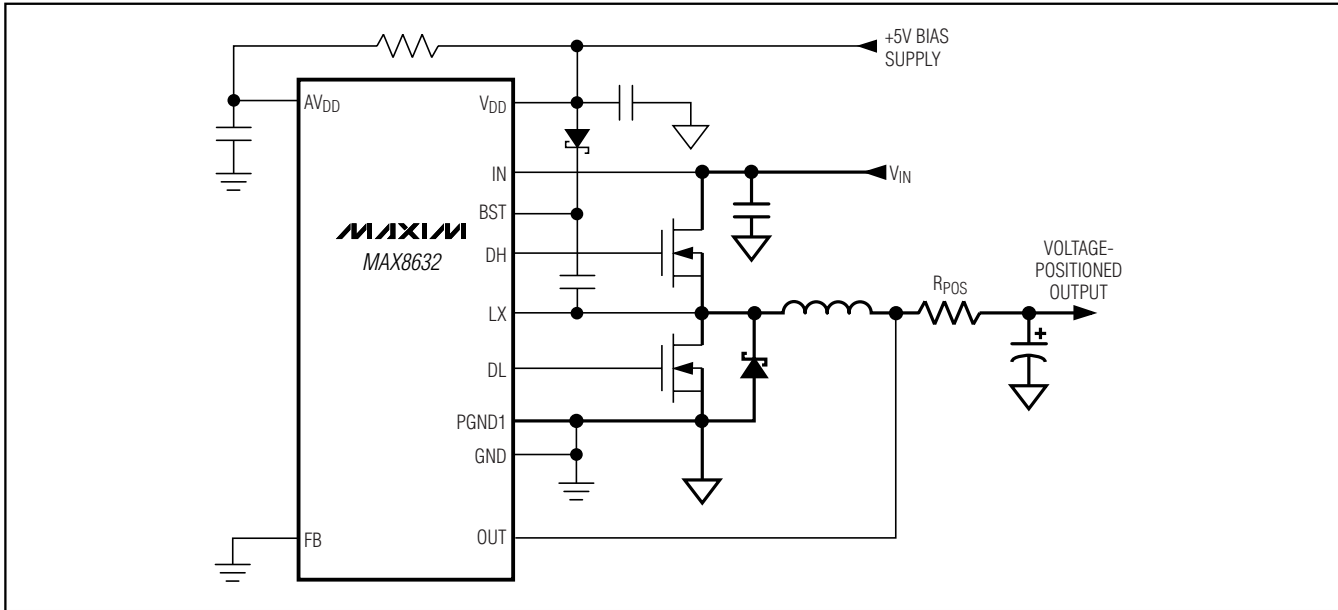 +5V BIAS
SUPPLY
AVDD
VDD
IN
VIN
BST
MAXIM
MAX8632
DH
VOLTAGE-
POSITIONED
OUTPUT
RPOS
LX
+
DL
PGND1
GND
FB
OUT